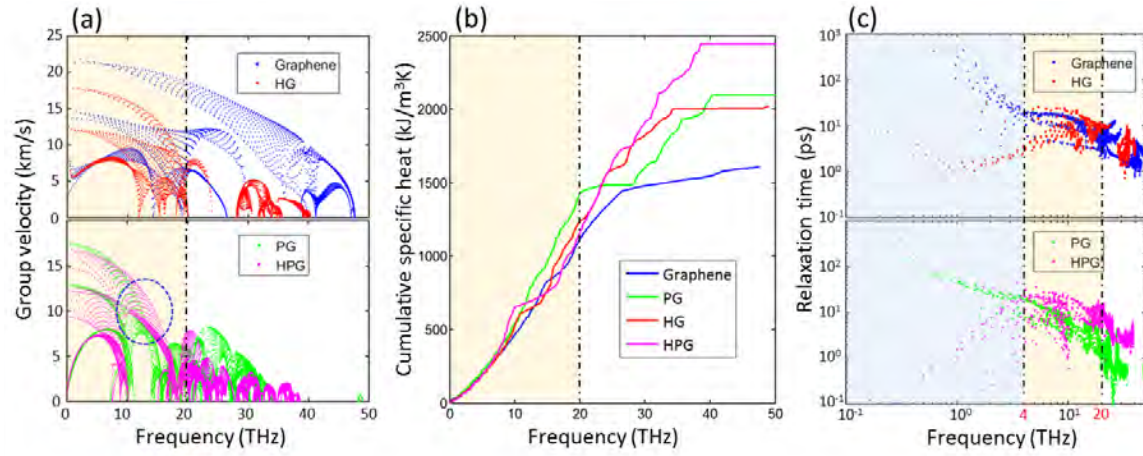 (a)
25
20
15
10
5
0
Graphene
HG
20
15
10
5
0
PG
HPG
0 10 20 30 40 50
Group velocity (km/s)
Frequency (THz)
(b)
2500
2000
1500
1000
500
0
0 10 20 30 40 50
Graphene
PG
HG
HPG
Cumulative specific heat (kJ/m³K)
Frequency (THz)
(c)
10³
10²
10¹
10⁰
10⁻¹
Graphene
HG
10²
10¹
10⁰
10⁻¹
PG
HPG
10⁻¹ 10⁰ 4 10¹ 20
Relaxation time (ps)
Frequency (THz)